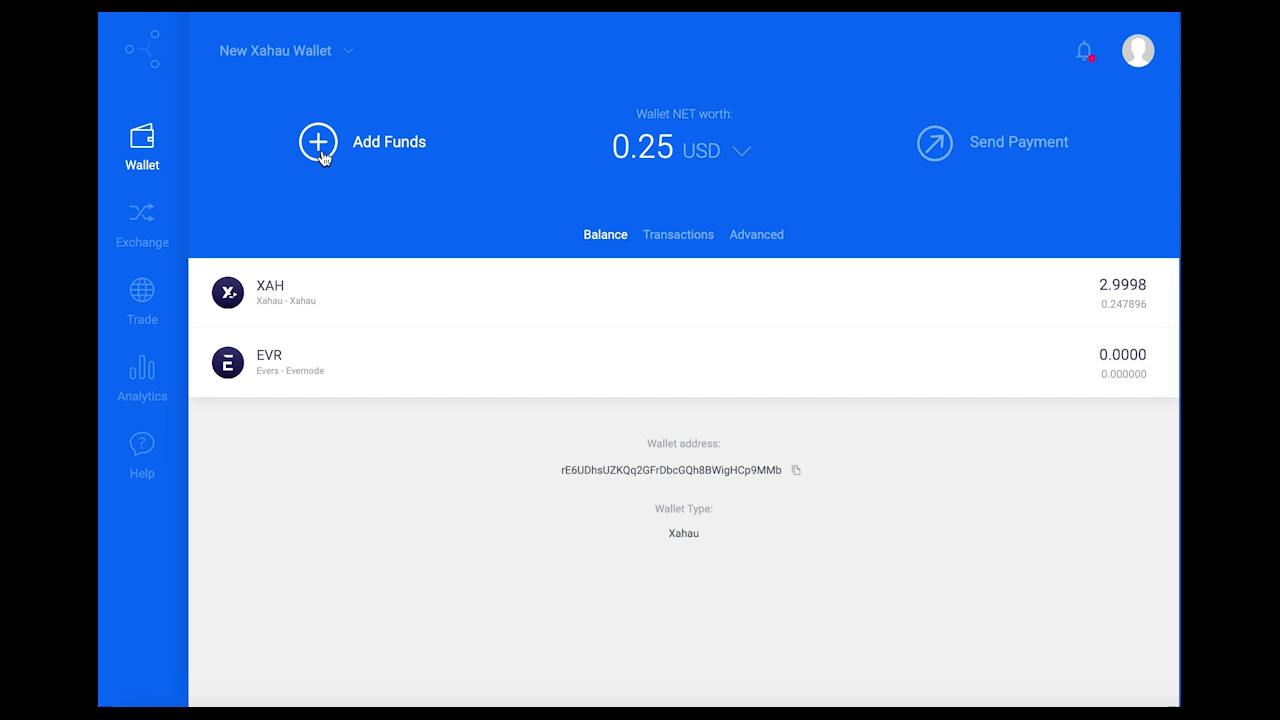 New Xahau Wallet
Wallet
Exchange
Trade
Analytics
Help
Add Funds
Wallet NET worth:
0.25 USD
Send Payment
Balance Transactions Advanced
XAH 2.9998
Xahau - Xahau 0.247896
EVR 0.0000
Evers - Evernode 0.000000
Wallet address:
rE6UDhsUZKQq2GFrDbcGQh8BWigHCp9MMb
Wallet Type:
Xahau